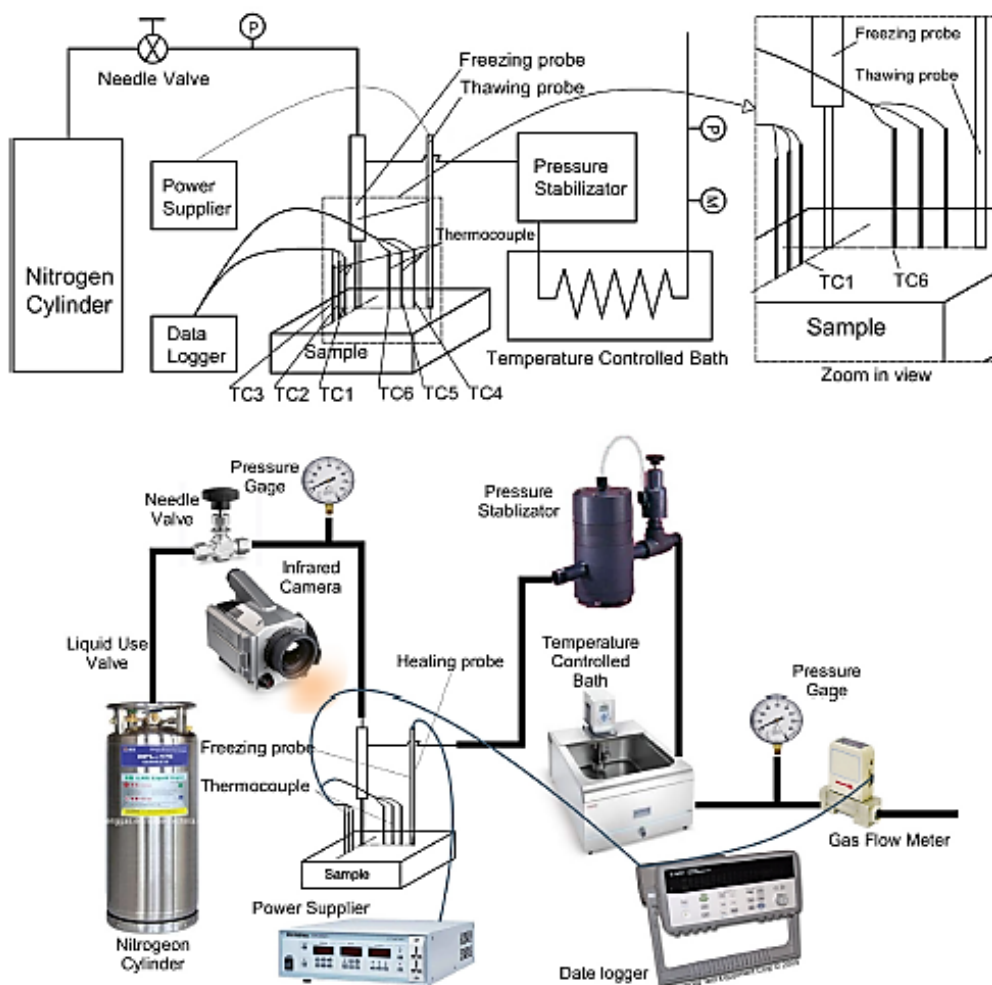 P
Needle Valve
Freezing probe
Thawing probe
Power
Supplier
Pressure
Stabilizator
P
M
Thermocouple
Nitrogen
Cylinder
Data
Logger
Sample
TC3
TC2
TC1
TC6
TC5
TC4
Temperature Controlled Bath
Freezing probe
Thawing probe
TC1
TC6
Sample
Zoom in view
Pressure
Gage
Needle
Valve
Infrared
Camera
Liquid Use
Valve
Pressure
Stablizator
Healing probe
Temperature
Controlled
Bath
Pressure
Gage
Freezing probe
Thermocouple
Sample
Gas Flow Meter
Power Supplier
Nitrogeon
Cylinder
Date logger